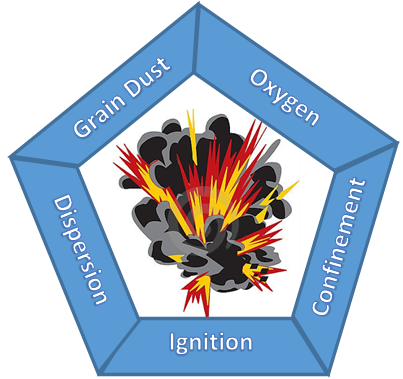 Grain Dust
Oxygen
Confinement
Ignition
Dispersion